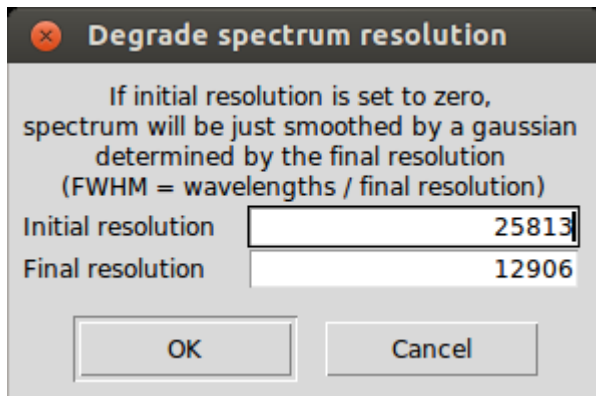 Degrade spectrum resolution
If initial resolution is set to zero,
spectrum will be just smoothed by a gaussian
determined by the final resolution
(FWHM = wavelengths / final resolution)
Initial resolution 25813
Final resolution 12906
OK Cancel